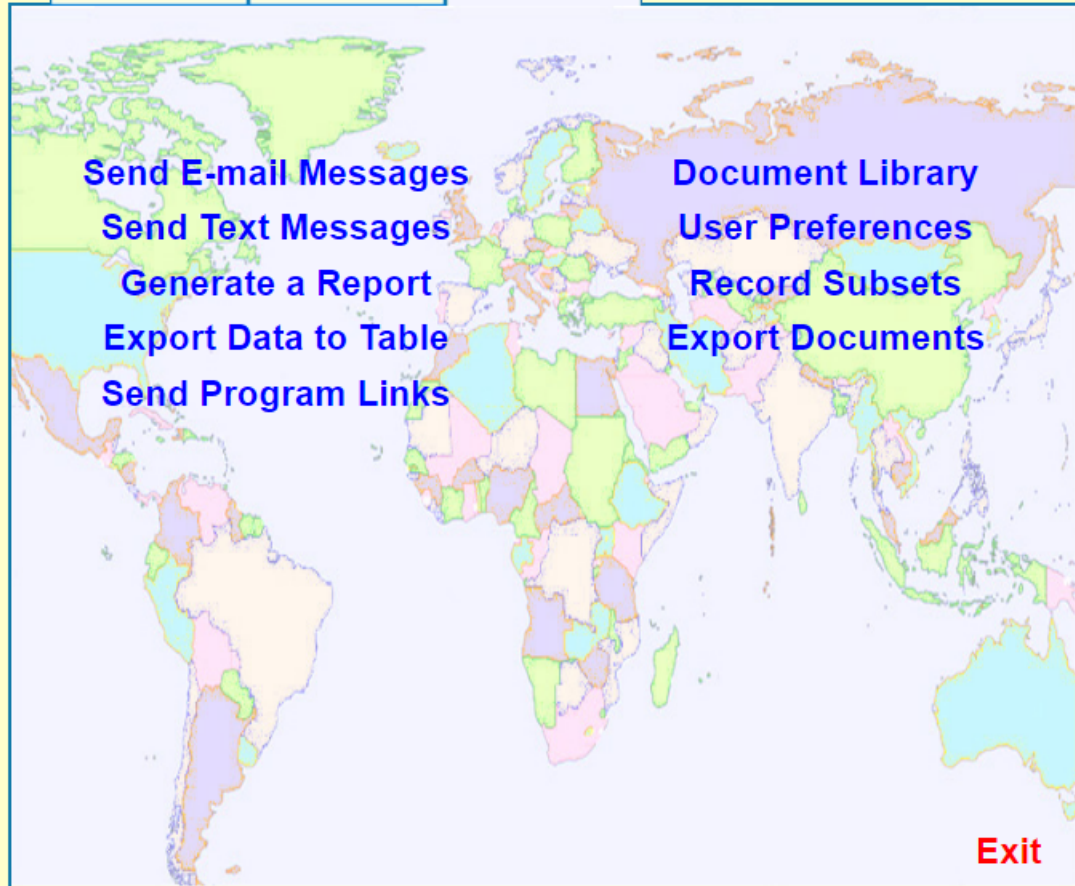 Send E-mail Messages
Send Text Messages
Generate a Report
Export Data to Table
Send Program Links
Document Library
User Preferences
Record Subsets
Export Documents
Exit